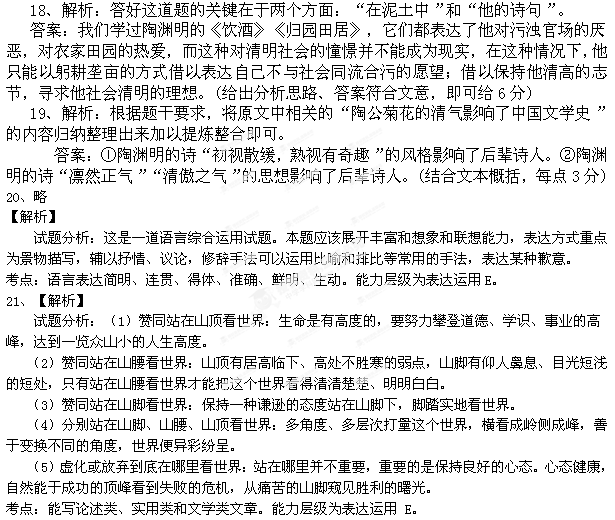 18、解析：答好这道题的关键在于两个方面：“在泥土中 ”和“他的诗句 ”。
答案：我们学过陶渊明的《饮酒》《归园田居》，它们都表达了他对污浊官场的厌
恶，对农家田园的热爱，而这种对清明社会的憧憬并不能成为现实，在这种情况下，他
只能以躬耕垄亩的方式借以表达自己不与社会同流合污的愿望；借以保持他清高的志
节，寻求他社会清明的理想。(给出分析思路、答案符合文意，即可给 6 分)
19、解析：根据题干要求，将原文中相关的 “陶公菊花的清气影响了中国文学史 ”
的内容归纳整理出来加以提炼整合即可。
答案：①陶渊明的诗 “初视散缓，熟视有奇趣 ”的风格影响了后辈诗人。②陶渊
明的诗“凛然正气 ”“清傲之气 ”的思想影响了后辈诗人。(结合文本概括，每点 3 分)
20、略
【解析】
试题分析：这是一道语言综合运用试题。本题应该展开丰富和想象和联想能力，表达方式重点
为景物描写，辅以抒情、议论，修辞手法可以运用比喻和排比等常用的手法，表达某种歉意。
考点：语言表达简明、连贯、得体、准确、鲜明、生动。能力层级为表达运用 E。
21、【解析】
试题分析：（1）赞同站在山顶看世界：生命是有高度的，要努力攀登道德、学识、事业的高
峰，达到一览众山小的人生高度。
（2）赞同站在山腰看世界：山顶有居高临下、高处不胜寒的弱点，山脚有仰人鼻息、目光短浅
的短处，只有站在山腰看世界才能把这个世界看得清清楚楚、明明白白。
（3）赞同站在山脚看世界：保持一种谦逊的态度站在山脚下，脚踏实地看世界。
（4）分别站在山脚、山腰、山顶看世界：多角度、多层次打量这个世界，横看成岭侧成峰，善
于变换不同的角度，世界便异彩纷呈。
（5）虚化或放弃到底在哪里看世界：站在哪里并不重要，重要的是保持良好的心态。心态健康，
自然能于成功的顶峰看到失败的危机，从痛苦的山脚窥见胜利的曙光。
考点：能写论述类、实用类和文学类文章。能力层级为表达运用 E。